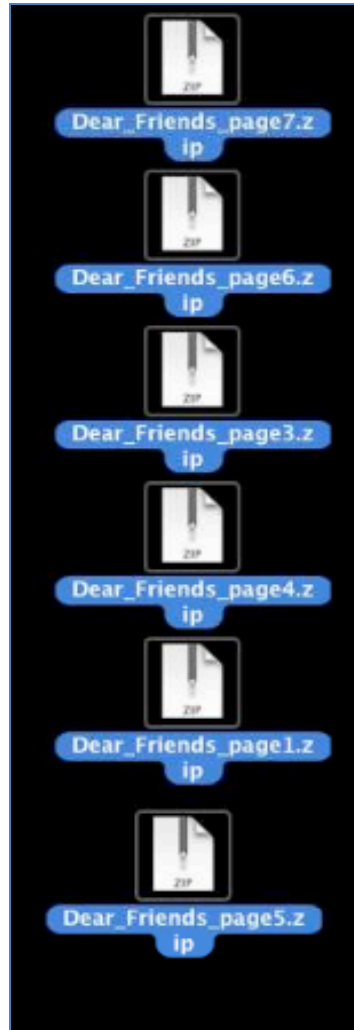 ZIP
Dear_Friends_page7.z
ip
ZIP
Dear_Friends_page6.z
ip
ZIP
Dear_Friends_page3.z
ip
ZIP
Dear_Friends_page4.z
ip
ZIP
Dear_Friends_page1.z
ip
ZIP
Dear_Friends_page5.z
ip